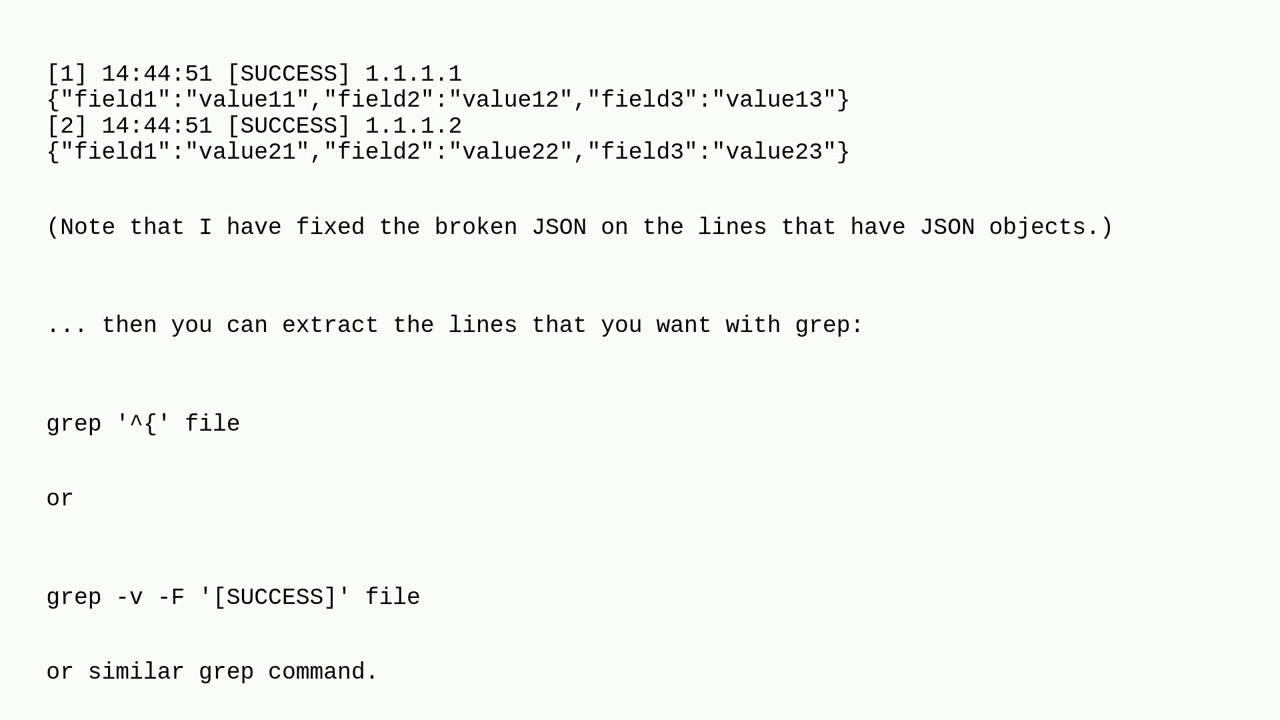 [1] 14:44:51 [SUCCESS] 1.1.1.1
{"field1":"value11","field2":"value12","field3":"value13"}
[2] 14:44:51 [SUCCESS] 1.1.1.2
{"field1":"value21","field2":"value22","field3":"value23"}
(Note that I have fixed the broken JSON on the lines that have JSON objects.)
... then you can extract the lines that you want with grep:
grep '^{' file
or
grep -v -F '[SUCCESS]' file
or similar grep command.